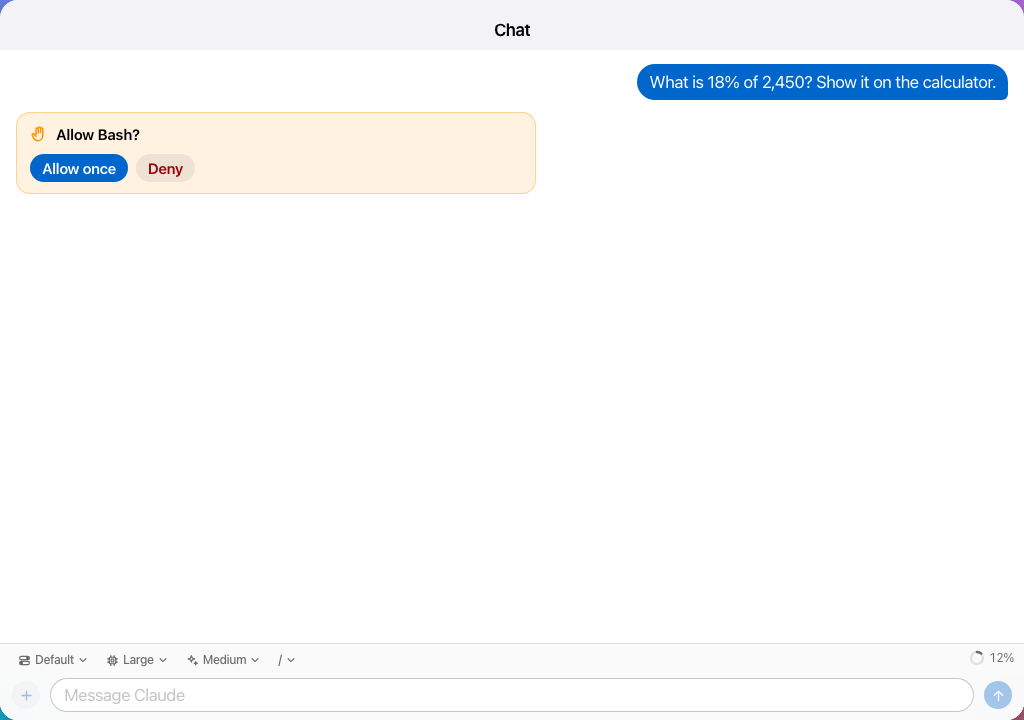 Chat
What is 18% of 2,450? Show it on the calculator.
Allow Bash?
Allow once
Deny
Default
Large
Medium
/
12%
Message Claude